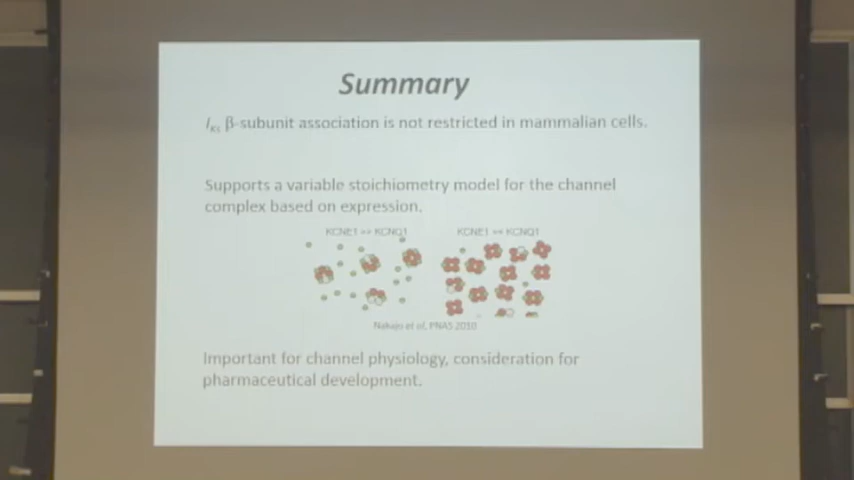 Summary
IKs β-subunit association is not restricted in mammalian cells.
Supports a variable stoichiometry model for the channel
complex based on expression.
KCNE1 >> KCNQ1 KCNE1 << KCNQ1
Nakajo et al, PNAS 2010
Important for channel physiology, consideration for
pharmaceutical development.